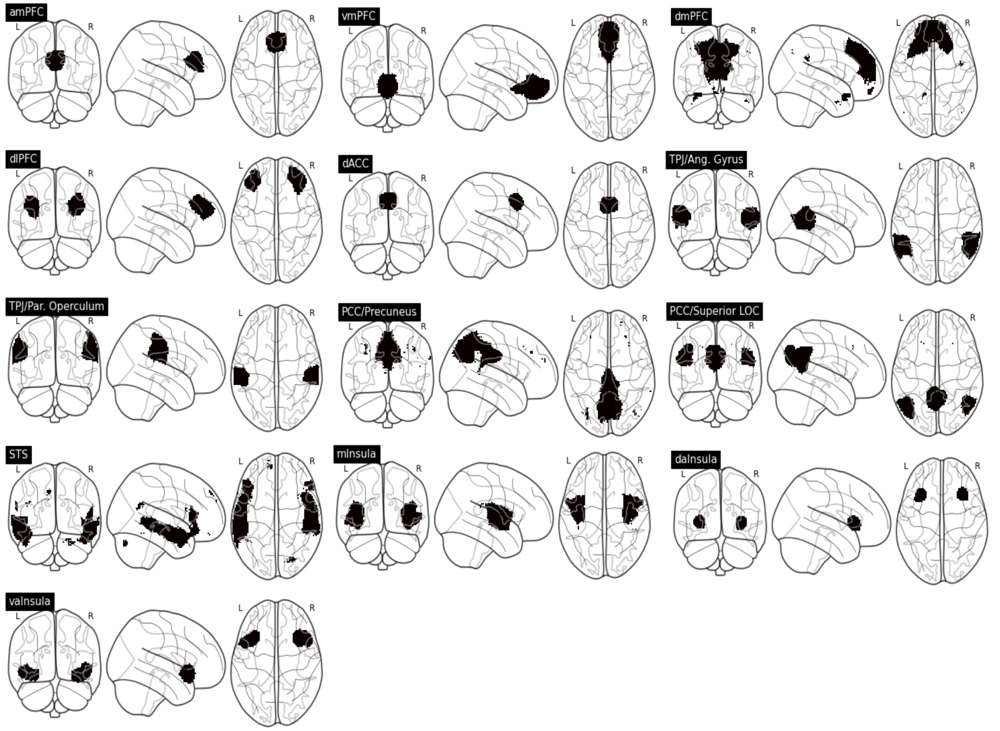 amPFC
L R L R
vmPFC
L R L R
dmPFC
L R L R
dlPFC
L R L R
dACC
L R L R
TPJ/Ang. Gyrus
L R L R
TPJ/Par. Operculum
L R L R
PCC/Precuneus
L R L R
PCC/Superior LOC
L R L R
STS
L R L R
mInsula
L R L R
daInsula
L R L R
vaInsula
L R L R